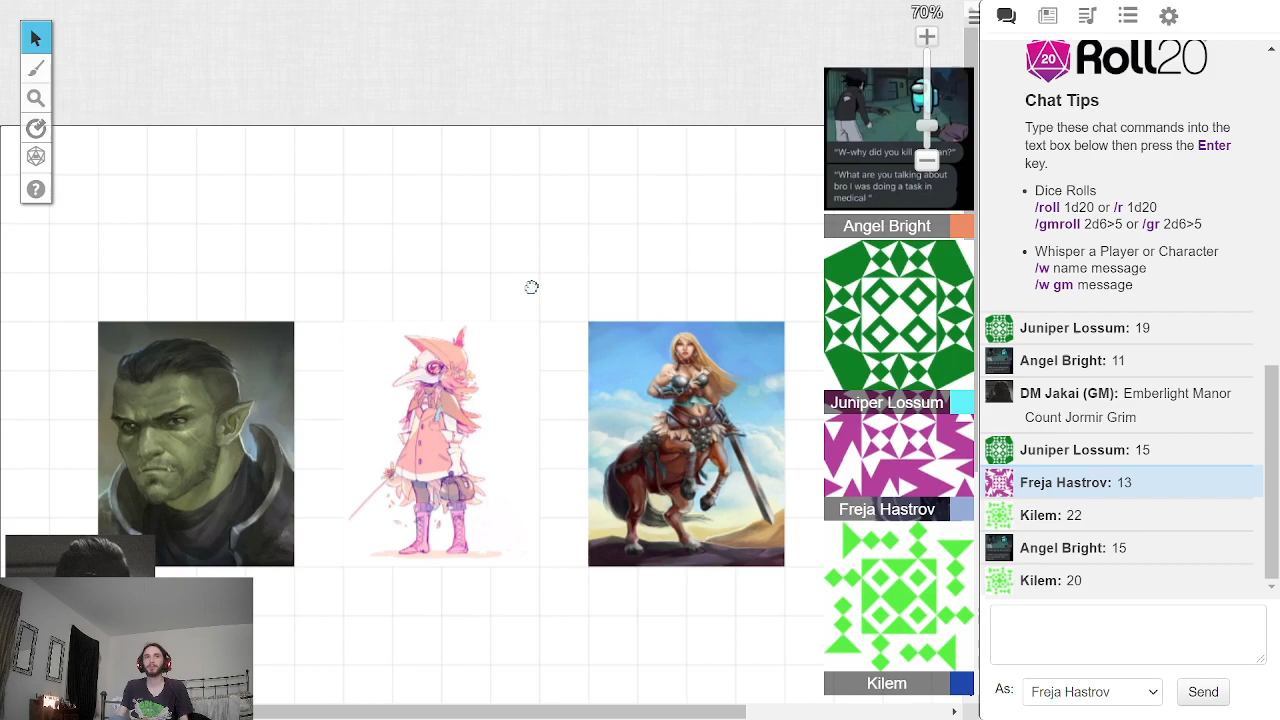 70%
"W-why did you kill an?"
"What are you talking about
bro I was doing a task in
medical "
Angel Bright
Juniper Lossum
Freja Hastrov
Kilem
20 Roll20
Chat Tips
Type these chat commands into the
text box below then press the Enter
key.
Dice Rolls
/roll 1d20 or /r 1d20
/gmroll 2d6>5 or /gr 2d6>5
Whisper a Player or Character
/w name message
/w gm message
Juniper Lossum: 19
Angel Bright: 11
DM Jakai (GM): Emberlight Manor
Count Jormir Grim
Juniper Lossum: 15
Freja Hastrov: 13
Kilem: 22
Angel Bright: 15
Kilem: 20
As: Freja Hastrov Send